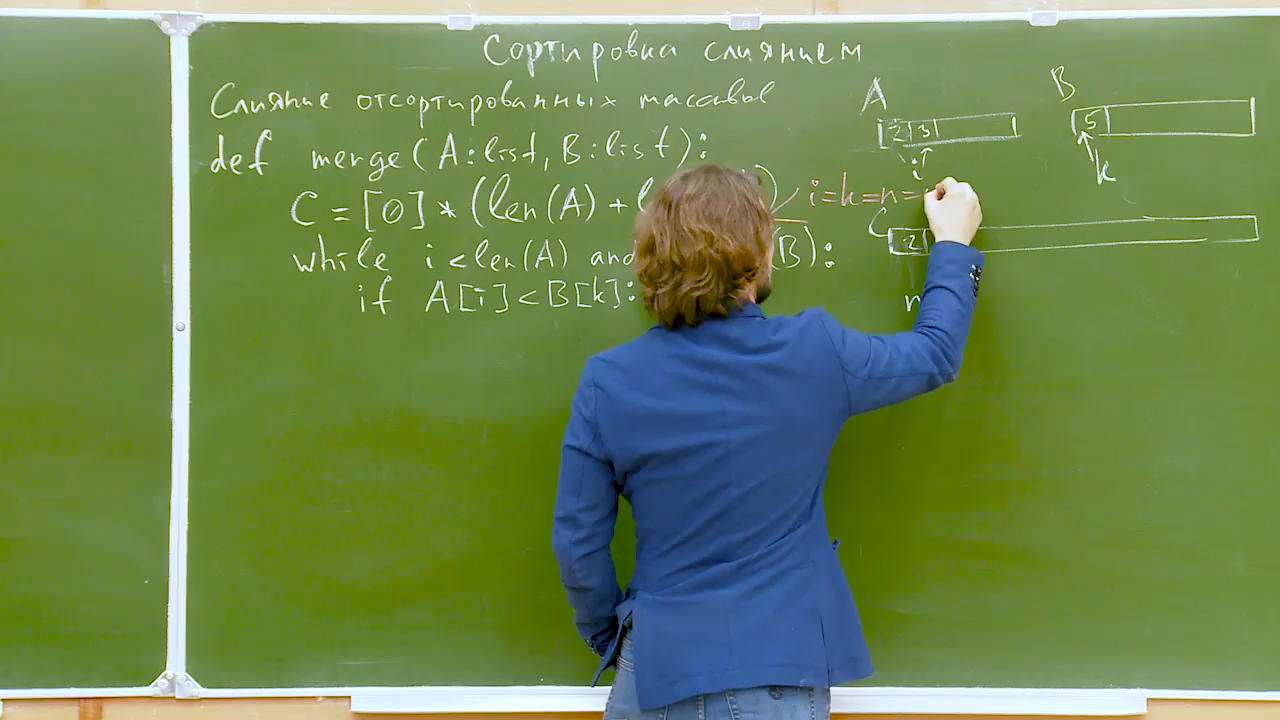 Сортировка слиянием
Слияние отсортированных массивов
def merge(A:list, B:list):
C = [0] * (len(A) + l
) i=k=n=
while i<len(A) and
(B):
if A[i]<B[k]:
A
2 3
i
B
5
k
C
2
n